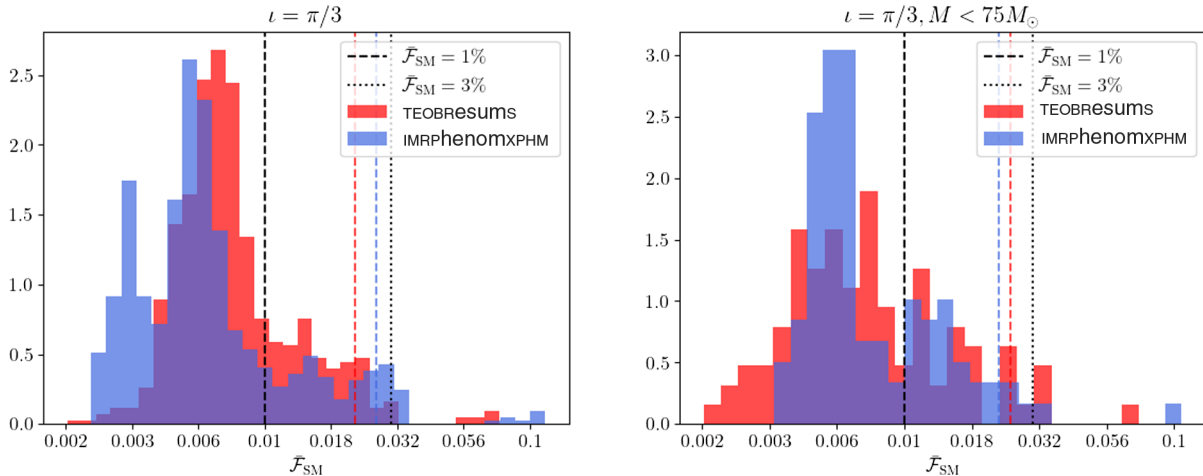 ι = π/3
2.5
2.0
1.5
1.0
0.5
0.0
0.002 0.003 0.006 0.01 0.018 0.032 0.056 0.1
F̄SM
F̄SM = 1%
F̄SM = 3%
TEOBResumS
IMRPhenomXPHM
ι = π/3, M < 75M⊙
3.0
2.5
2.0
1.5
1.0
0.5
0.0
0.002 0.003 0.006 0.01 0.018 0.032 0.056 0.1
F̄SM
F̄SM = 1%
F̄SM = 3%
TEOBResumS
IMRPhenomXPHM